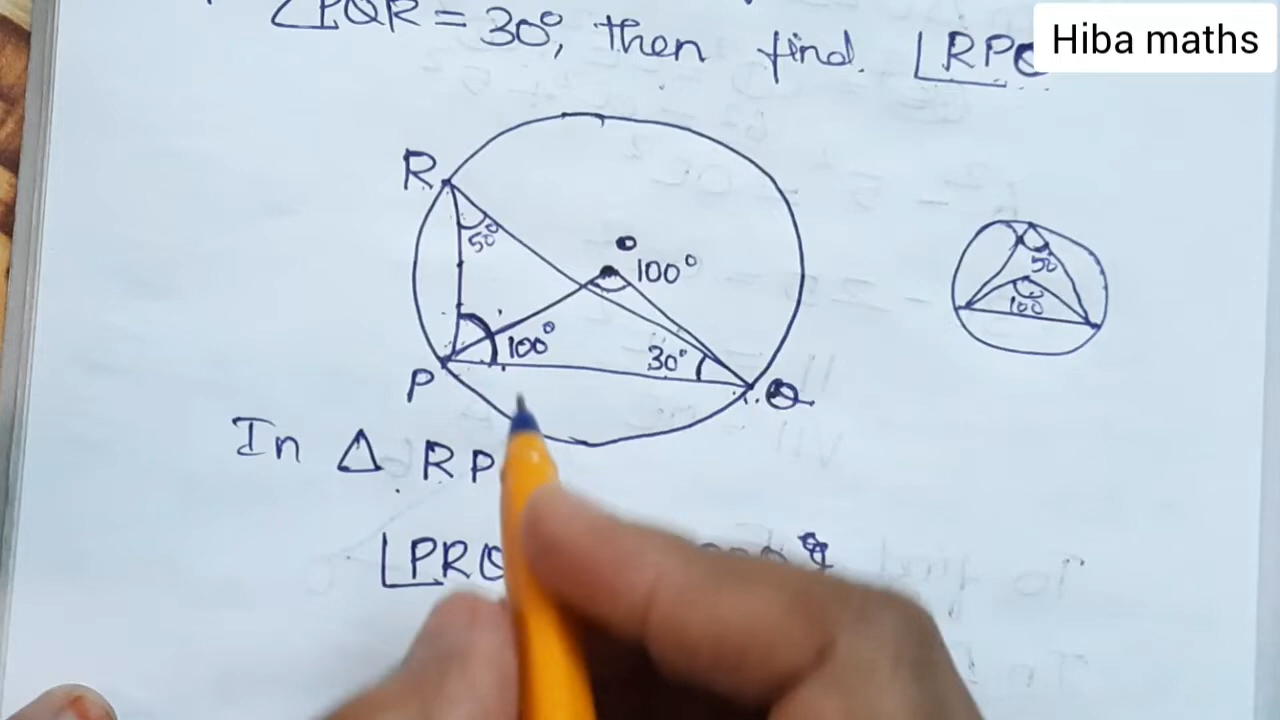 ∠PQR = 30°, then find. ∠RP
Hiba maths
R
50°
O
100°
50
100
100°
30°
P
Q
In Δ RP
∠PRQ